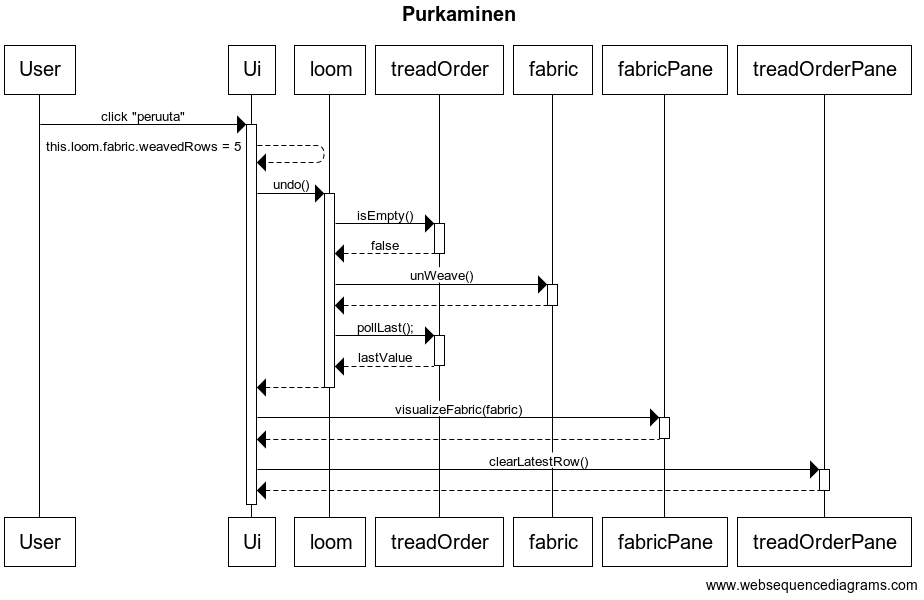 Purkaminen
User Ui loom treadOrder fabric fabricPane treadOrderPane
click "peruuta"
this.loom.fabric.weavedRows = 5
undo()
isEmpty()
false
unWeave()
pollLast();
lastValue
visualizeFabric(fabric)
clearLatestRow()
User Ui loom treadOrder fabric fabricPane treadOrderPane
www.websequencediagrams.com